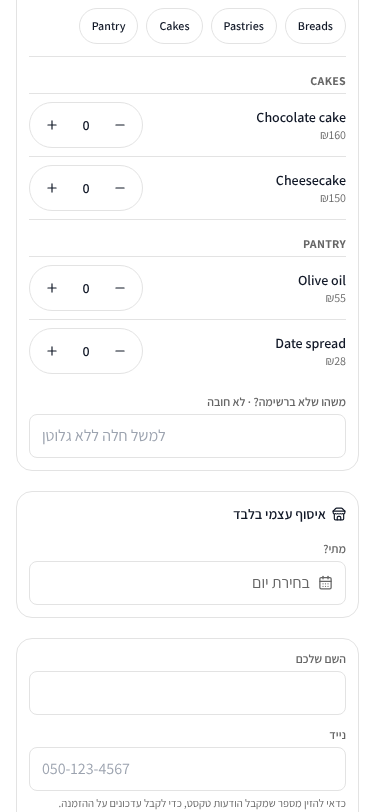 Breads Pastries Cakes Pantry
CAKES
Chocolate cake
₪160
− 0 +
Cheesecake
₪150
− 0 +
PANTRY
Olive oil
₪55
− 0 +
Date spread
₪28
− 0 +
משהו שלא ברשימה? · לא חובה
למשל חלה ללא גלוטן
איסוף עצמי בלבד
מתי?
בחירת יום
השם שלכם
נייד
050-123-4567
כדאי להזין מספר שמקבל הודעות טקסט, כדי לקבל עדכונים על ההזמנה.